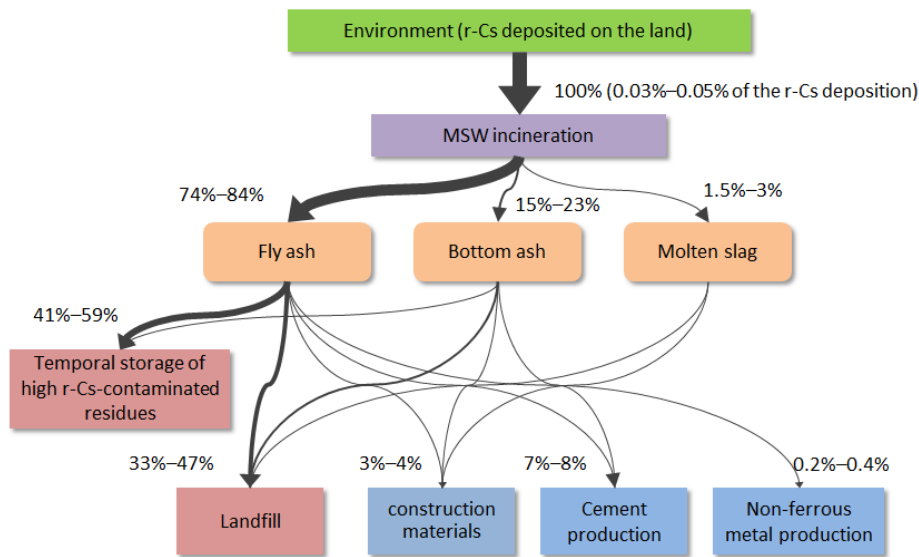 Environment (r-Cs deposited on the land)
100% (0.03%–0.05% of the r-Cs deposition)
MSW incineration
74%–84%
15%–23%
1.5%–3%
Fly ash
Bottom ash
Molten slag
41%–59%
Temporal storage of
high r-Cs-contaminated
residues
33%–47%
3%–4%
7%–8%
0.2%–0.4%
Landfill
construction
materials
Cement
production
Non-ferrous
metal production